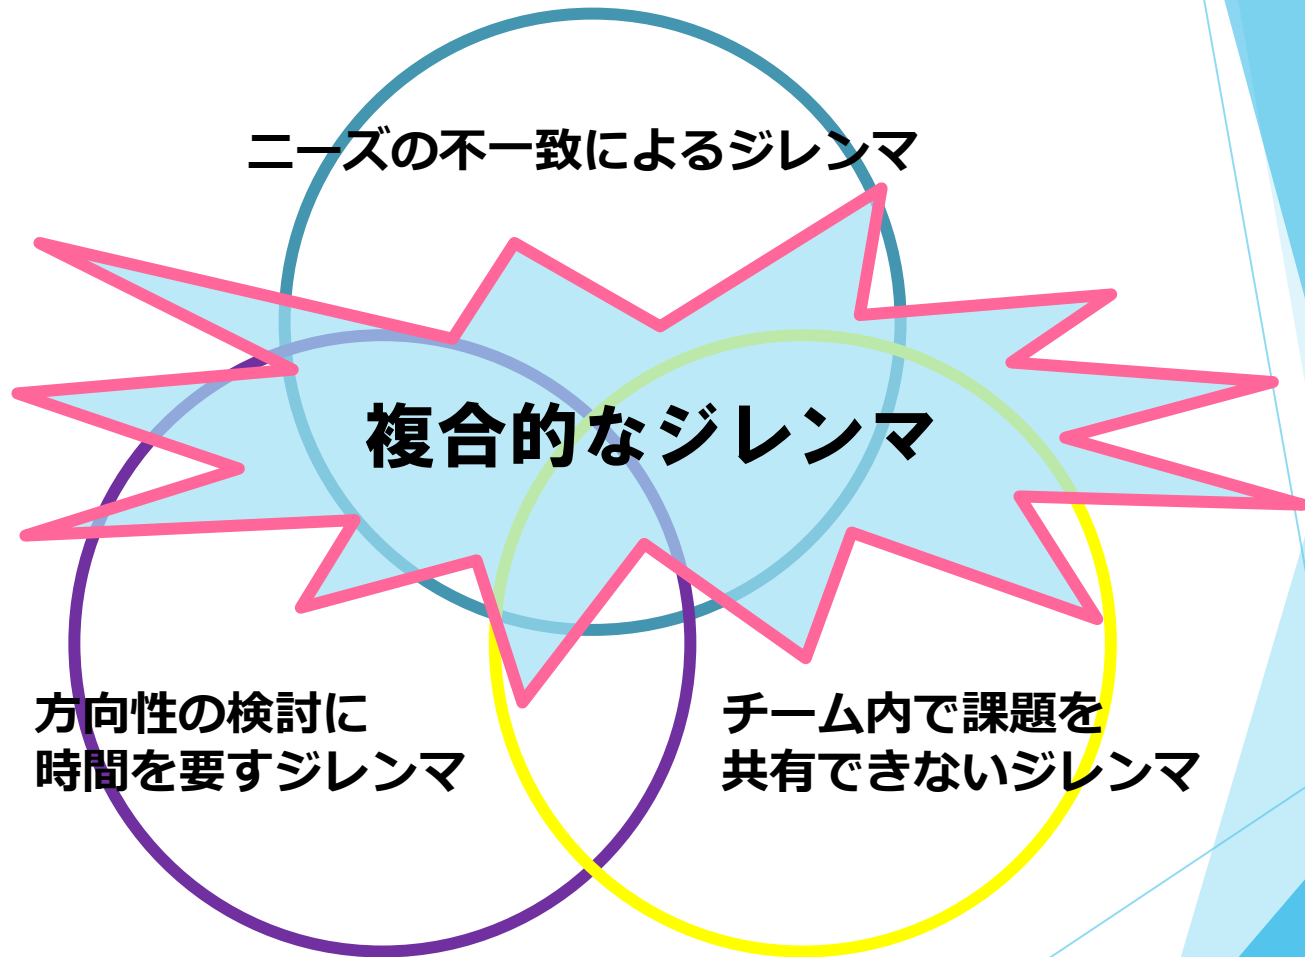 ニーズの不一致によるジレンマ
複合的なジレンマ
方向性の検討に
時間を要すジレンマ
チーム内で課題を
共有できないジレンマ